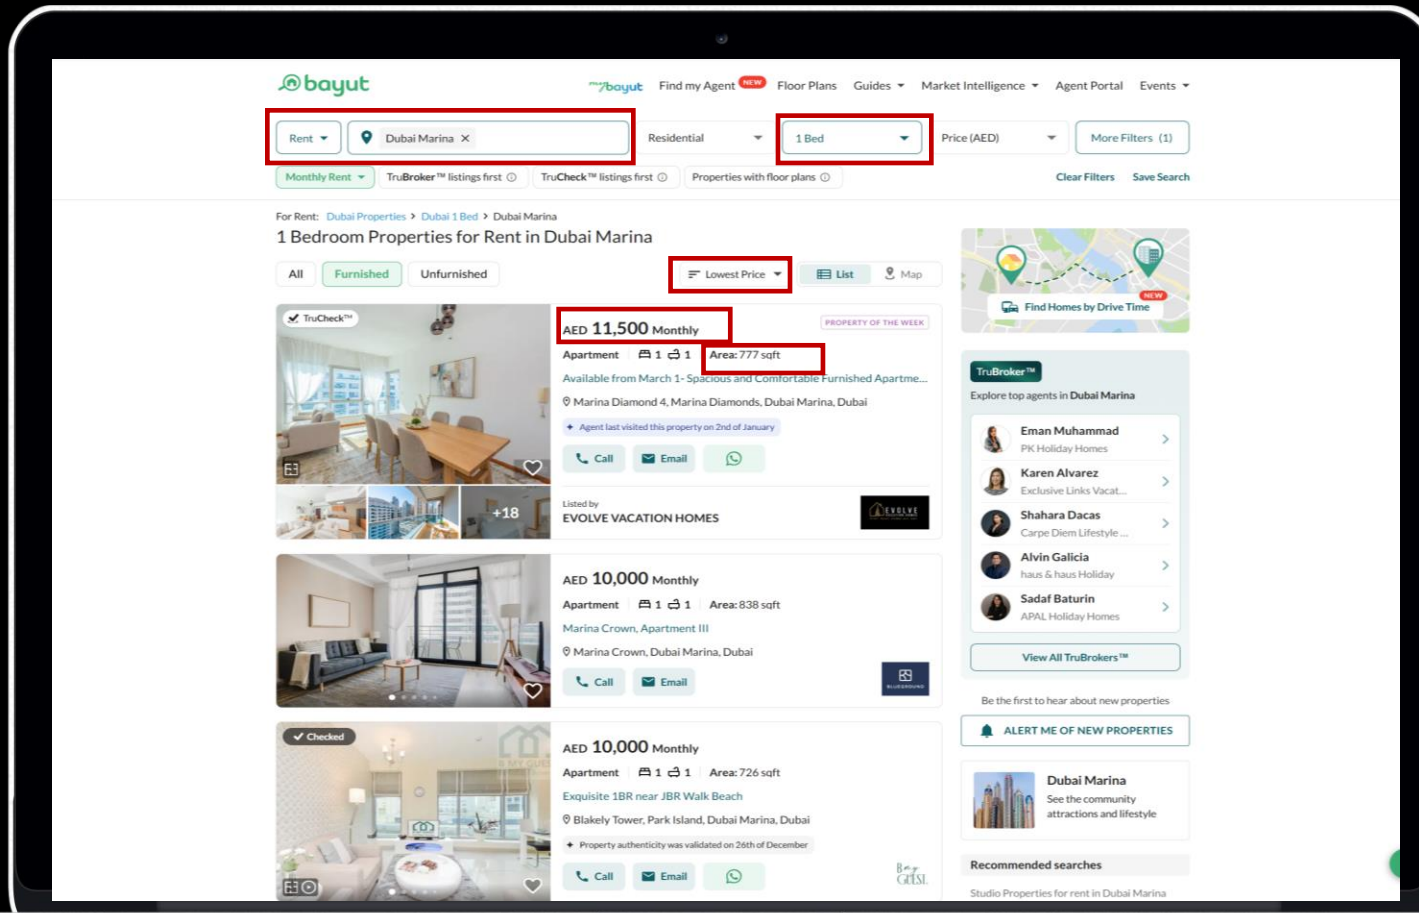 bayut
mybayut Find my Agent NEW Floor Plans Guides Market Intelligence Agent Portal Events
Rent Dubai Marina Residential 1 Bed Price (AED) More Filters (1)
Monthly Rent TruBroker™ listings first TruCheck™ listings first Properties with floor plans Clear Filters Save Search
For Rent: Dubai Properties > Dubai 1 Bed > Dubai Marina
1 Bedroom Properties for Rent in Dubai Marina
All Furnished Unfurnished Lowest Price List Map
TruCheck™
AED 11,500 Monthly PROPERTY OF THE WEEK
Apartment 1 1 Area: 777 sqft
Available from March 1- Spacious and Comfortable Furnished Apartme...
Marina Diamond 4, Marina Diamonds, Dubai Marina, Dubai
Agent last visited this property on 2nd of January
Call Email
+18
Listed by
EVOLVE VACATION HOMES
EVOLVE
AED 10,000 Monthly
Apartment 1 1 Area: 838 sqft
Marina Crown, Apartment III
Marina Crown, Dubai Marina, Dubai
Call Email
BLUEGROUND
Checked
AED 10,000 Monthly
Apartment 1 1 Area: 726 sqft
Exquisite 1BR near JBR Walk Beach
Blakely Tower, Park Island, Dubai Marina, Dubai
Property authenticity was validated on 26th of December
Call Email
NEW
Find Homes by Drive Time
TruBroker™
Explore top agents in Dubai Marina
Eman Muhammad
PK Holiday Homes
Karen Alvarez
Exclusive Links Vacat...
Shahara Dacas
Carpe Diem Lifestyle ...
Alvin Galicia
haus & haus Holiday
Sadaf Baturin
APAL Holiday Homes
View All TruBrokers™
Be the first to hear about new properties
ALERT ME OF NEW PROPERTIES
Dubai Marina
See the community
attractions and lifestyle
Recommended searches
Studio Properties for rent in Dubai Marina